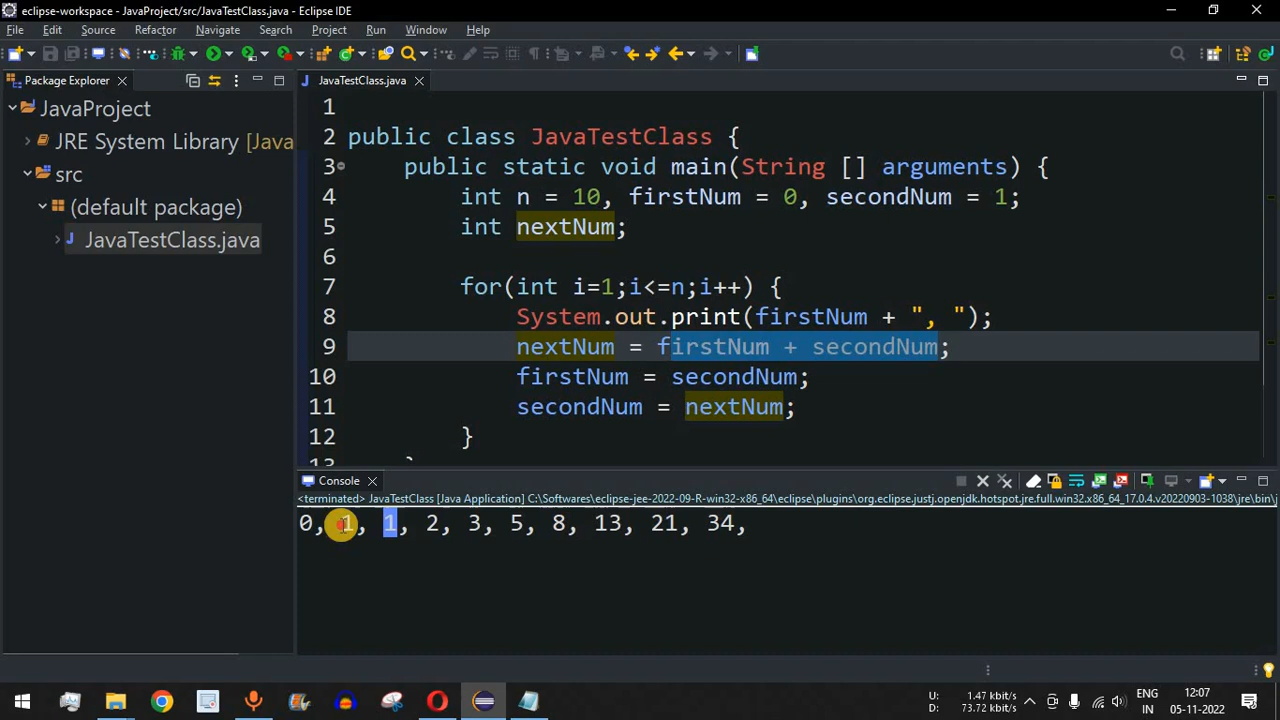 eclipse-workspace - JavaProject/src/JavaTestClass.java - Eclipse IDE
File Edit Source Refactor Navigate Search Project Run Window Help
Package Explorer
JavaTestClass.java
JavaProject
JRE System Library [Java
src
(default package)
JavaTestClass.java
1
2 public class JavaTestClass {
3 public static void main(String [] arguments) {
4 int n = 10, firstNum = 0, secondNum = 1;
5 int nextNum;
6
7 for(int i=1;i<=n;i++) {
8 System.out.print(firstNum + ", ");
9 nextNum = firstNum + secondNum;
10 firstNum = secondNum;
11 secondNum = nextNum;
12 }
13 }
Console
<terminated> JavaTestClass [Java Application] C:\Softwares\eclipse-jee-2022-09-R-win32-x86_64\eclipse\plugins\org.eclipse.justj.openjdk.hotspot.jre.full.win32.x86_64_17.0.4.v20220903-1038\jre\bin\j
0, 1, 1, 2, 3, 5, 8, 13, 21, 34,
U: 1.47 kbit/s
D: 73.72 kbit/s
ENG
IN
12:07
05-11-2022